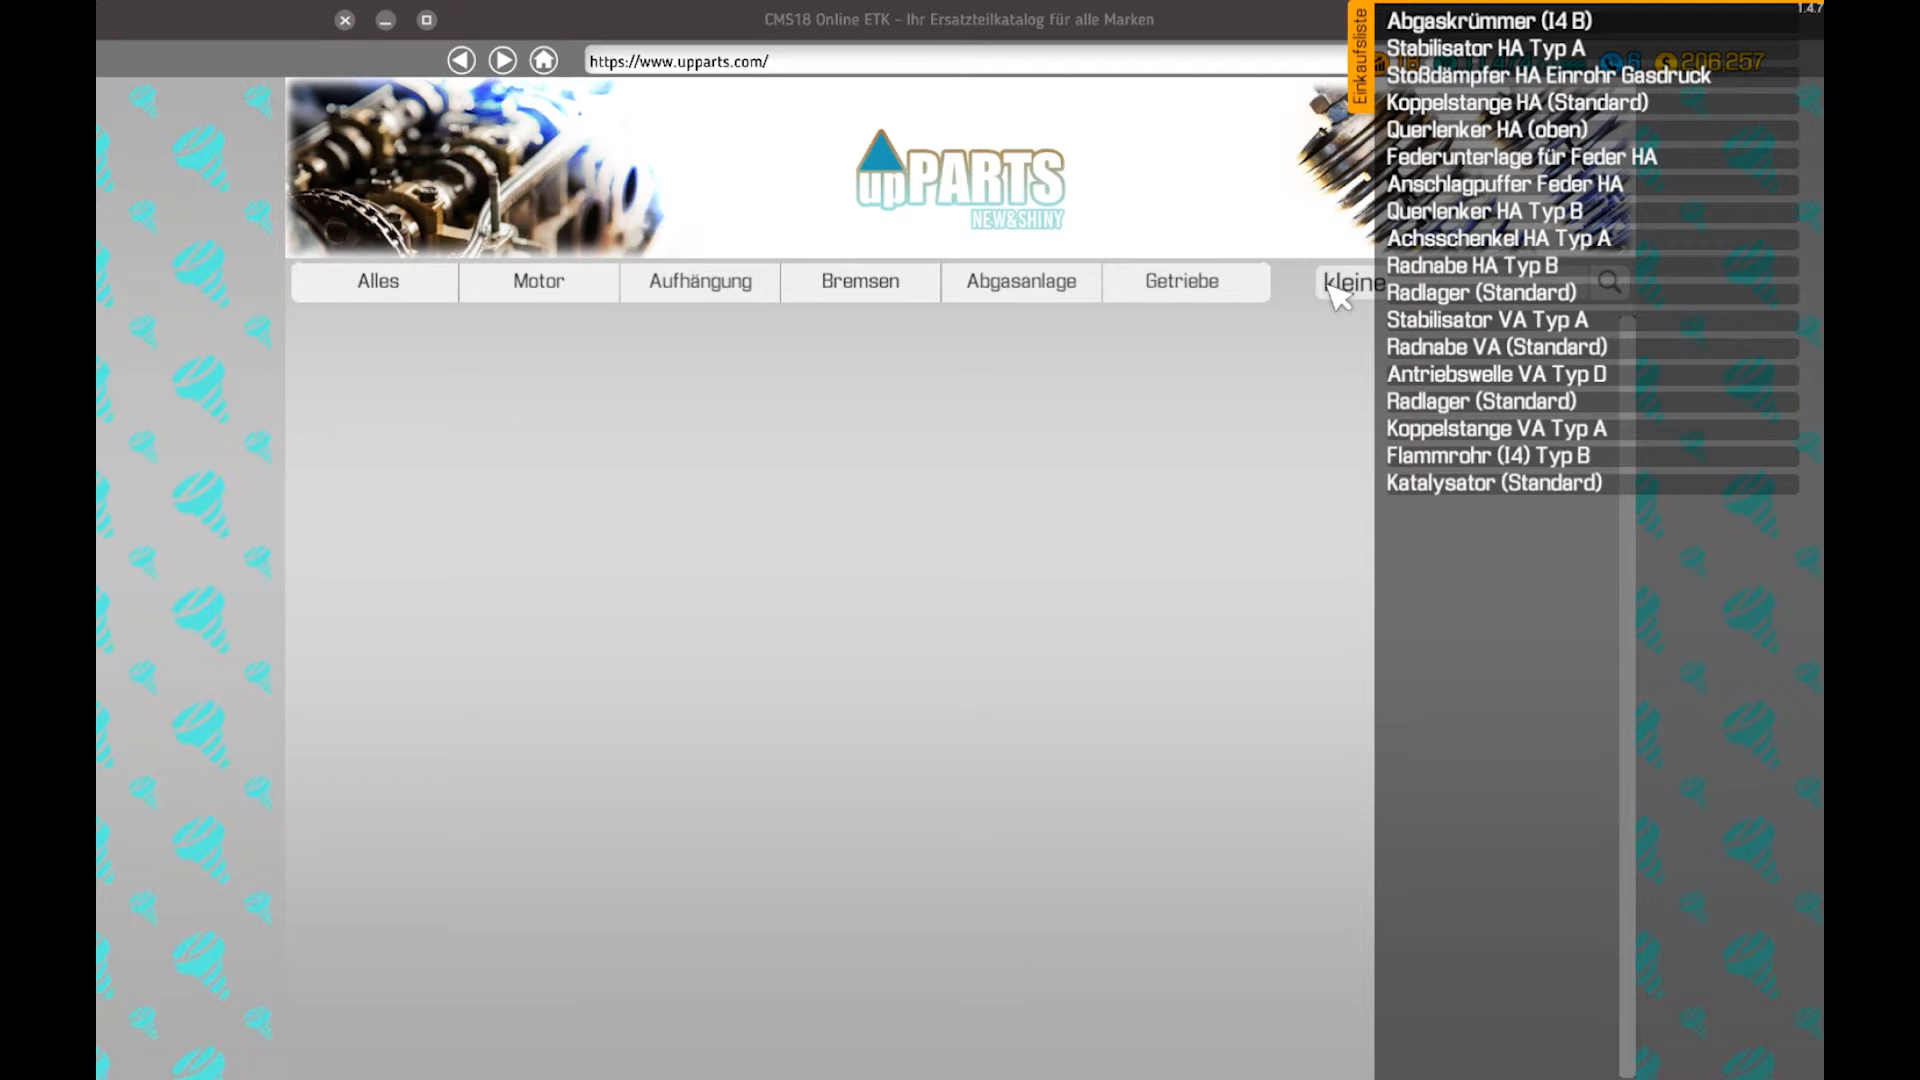 CMS18 Online ETK - Ihr Ersatzteilkatalog für alle Marken
1.4.7
https://www.upparts.com/
206,257
upPARTS
NEW&SHINY
Alles
Motor
Aufhängung
Bremsen
Abgasanlage
Getriebe
kleine
Einkaufsliste
Abgaskrümmer (I4 B)
Stabilisator HA Typ A
Stoßdämpfer HA Einrohr Gasdruck
Koppelstange HA (Standard)
Querlenker HA (oben)
Federunterlage für Feder HA
Anschlagpuffer Feder HA
Querlenker HA Typ B
Achsschenkel HA Typ A
Radnabe HA Typ B
Radlager (Standard)
Stabilisator VA Typ A
Radnabe VA (Standard)
Antriebswelle VA Typ D
Radlager (Standard)
Koppelstange VA Typ A
Flammrohr (I4) Typ B
Katalysator (Standard)